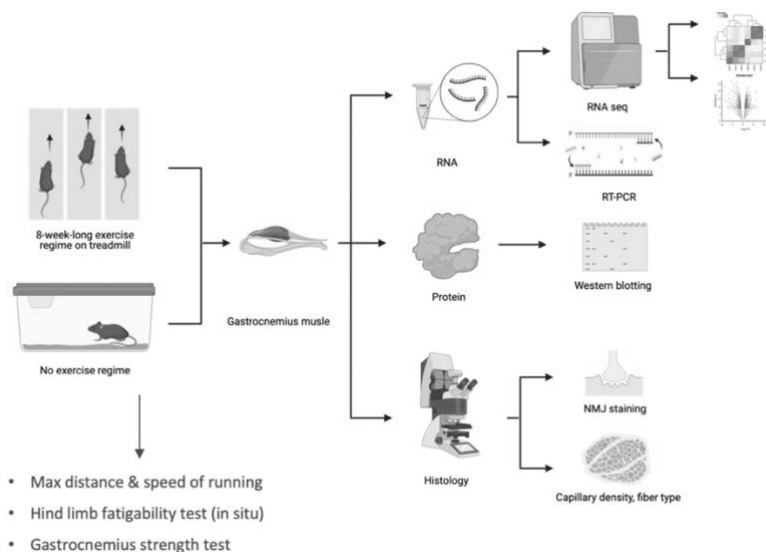 8-week-long exercise
regime on treadmill
No exercise regime
Gastrocnemius musle
RNA
RNA seq
5'
3'
RT-PCR
Protein
Western blotting
Histology
NMJ staining
Capillary density, fiber type
• Max distance & speed of running
• Hind limb fatigability test (in situ)
• Gastrocnemius strength test